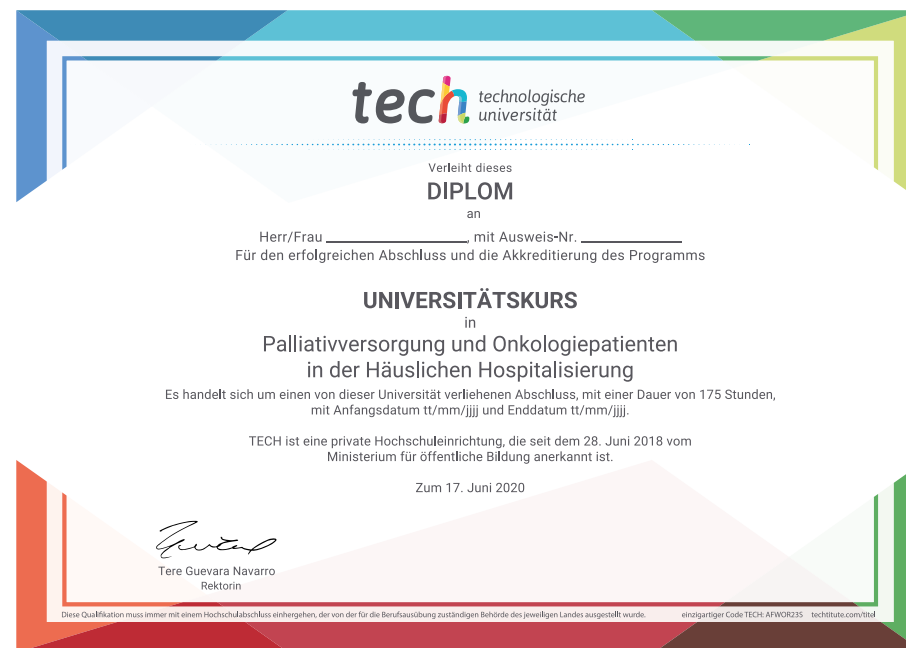 tech technologische
universität
Verleiht dieses
DIPLOM
an
Herr/Frau ____________, mit Ausweis-Nr. ____________
Für den erfolgreichen Abschluss und die Akkreditierung des Programms
UNIVERSITÄTSKURS
in
Palliativversorgung und Onkologiepatienten
in der Häuslichen Hospitalisierung
Es handelt sich um einen von dieser Universität verliehenen Abschluss, mit einer Dauer von 175 Stunden,
mit Anfangsdatum tt/mm/jjjj und Enddatum tt/mm/jjjj.
TECH ist eine private Hochschuleinrichtung, die seit dem 28. Juni 2018 vom
Ministerium für öffentliche Bildung anerkannt ist.
Zum 17. Juni 2020
Tere Guevara Navarro
Rektorin
Diese Qualifikation muss immer mit einem Hochschulabschluss einhergehen, der von der für die Berufsausübung zuständigen Behörde des jeweiligen Landes ausgestellt wurde. einzigartiger Code TECH: AFWOR23S techtitute.com/titel